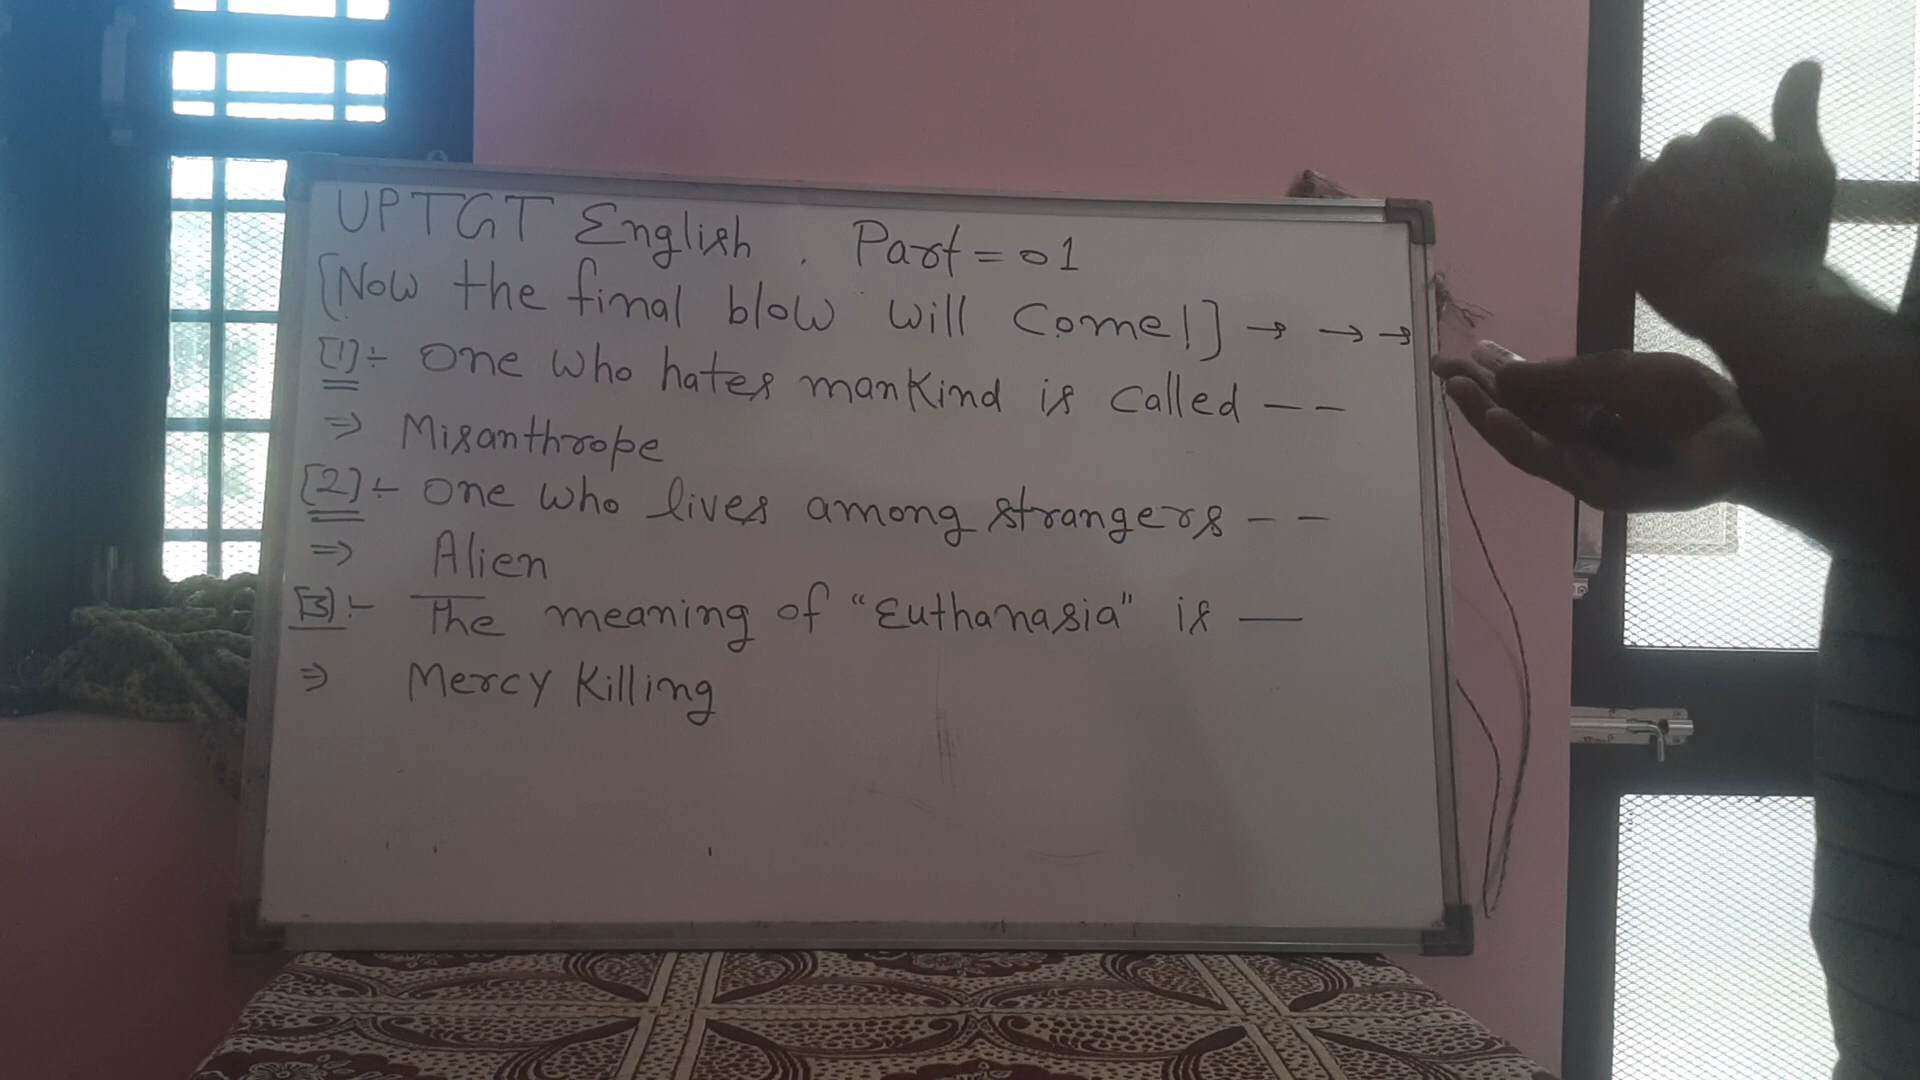 UPTGT English. Part = 01
[Now the final blow will Come!] → → →
[1]:- One who hates mankind is called --
⇒ Misanthrope
[2]:- One who lives among strangers --
⇒ Alien
[3]:- The meaning of "Euthanasia" is —
⇒ Mercy Killing